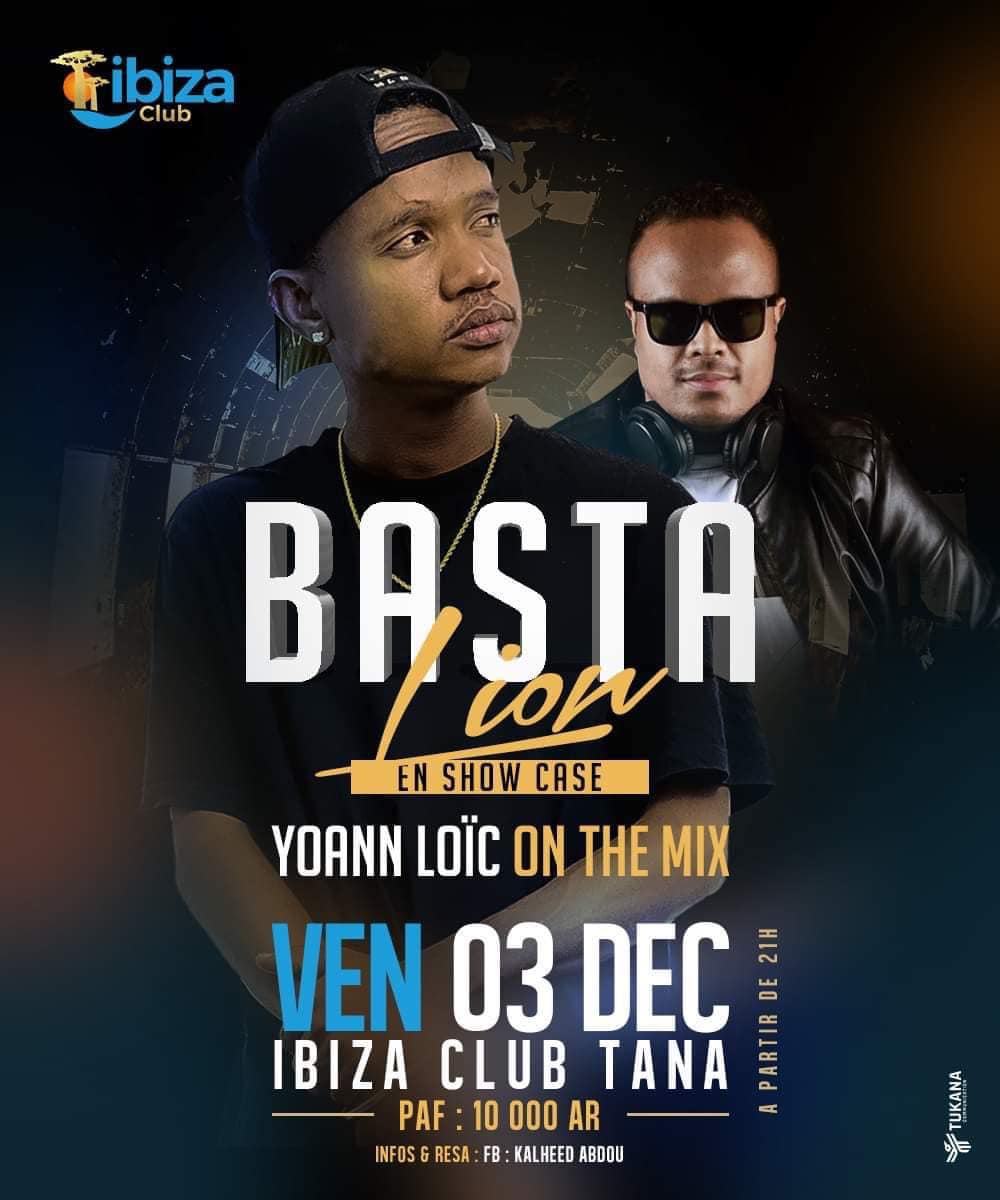 ibiza
Club
BASTA
Lion
EN SHOW CASE
YOANN LOÏC ON THE MIX
VEN 03 DEC
A PARTIR DE 21H
IBIZA CLUB TANA
PAF : 10 000 AR
INFOS & RESA : FB : KALHEED ABDOU
TUKANA
COMMUNICATION